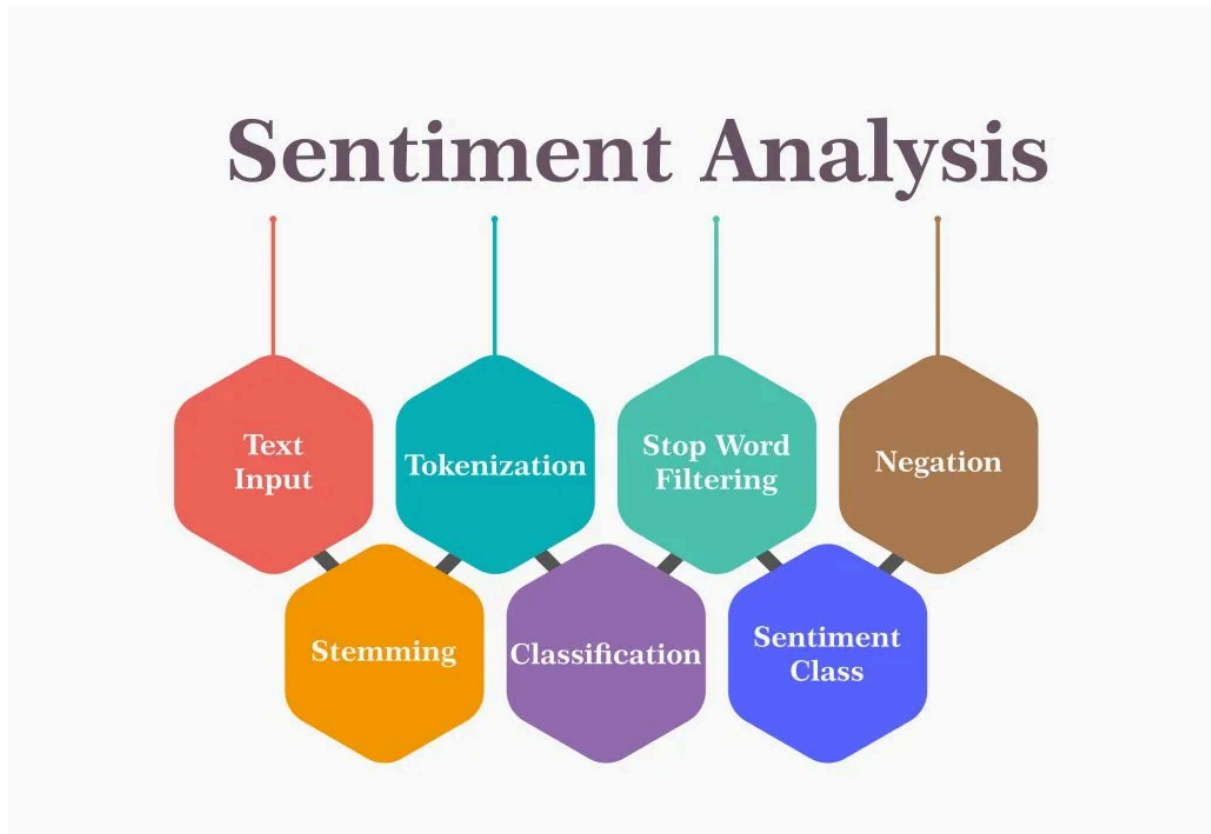 Sentiment Analysis
Text
Input
Tokenization
Stop Word
Filtering
Negation
Stemming
Classification
Sentiment
Class